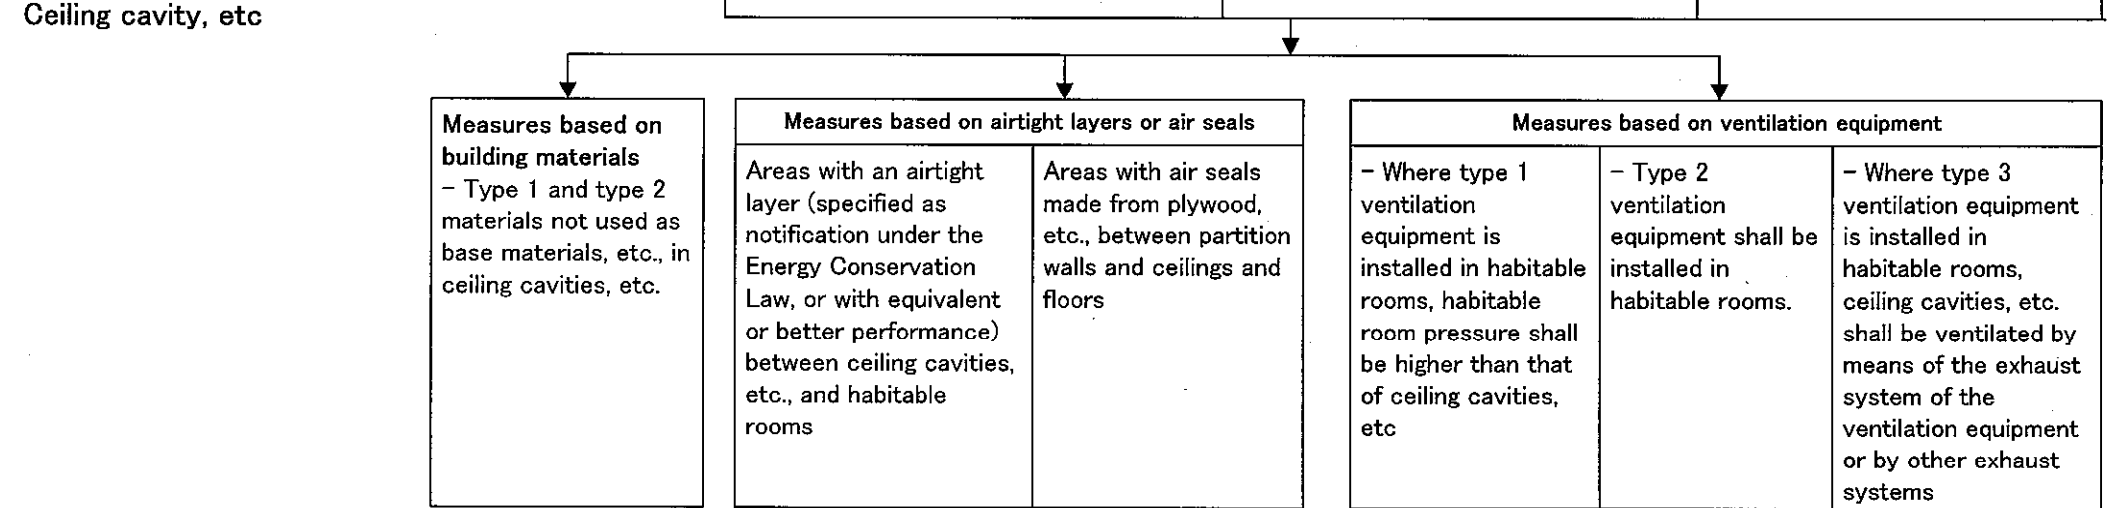 Ceiling cavity, etc
Measures based on
building materials
- Type 1 and type 2
materials not used as
base materials, etc., in
ceiling cavities, etc.
Measures based on airtight layers or air seals
Areas with an airtight
layer (specified as
notification under the
Energy Conservation
Law, or with equivalent
or better performance)
between ceiling cavities,
etc., and habitable
rooms
Areas with air seals
made from plywood,
etc., between partition
walls and ceilings and
floors
Measures based on ventilation equipment
- Where type 1
ventilation
equipment is
installed in habitable
rooms, habitable
room pressure shall
be higher than that
of ceiling cavities,
etc
- Type 2
ventilation
equipment shall be
installed in
habitable rooms.
- Where type 3
ventilation equipment
is installed in
habitable rooms,
ceiling cavities, etc.
shall be ventilated by
means of the exhaust
system of the
ventilation equipment
or by other exhaust
systems